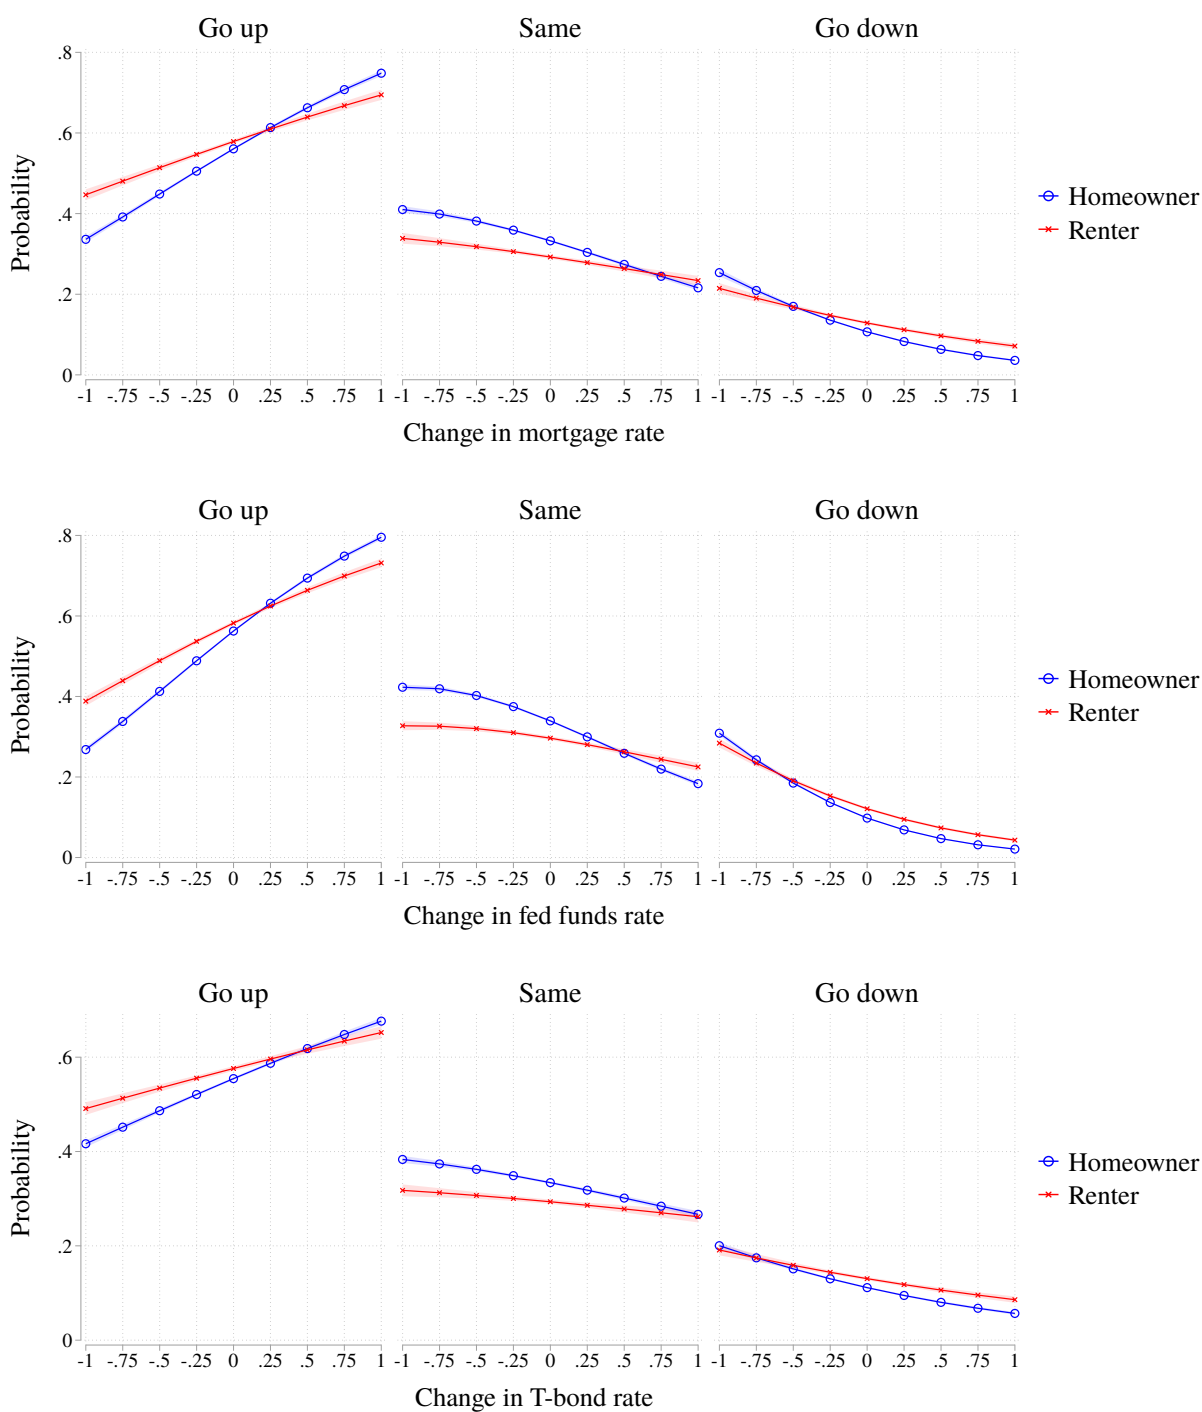 Go up Same Go down
Probability
.8
.6
.4
.2
0
-1 -.75 -.5 -.25 0 .25 .5 .75 1 -1 -.75 -.5 -.25 0 .25 .5 .75 1 -1 -.75 -.5 -.25 0 .25 .5 .75 1
Change in mortgage rate
Homeowner
Renter
Go up Same Go down
Probability
.8
.6
.4
.2
0
-1 -.75 -.5 -.25 0 .25 .5 .75 1 -1 -.75 -.5 -.25 0 .25 .5 .75 1 -1 -.75 -.5 -.25 0 .25 .5 .75 1
Change in fed funds rate
Homeowner
Renter
Go up Same Go down
Probability
.6
.4
.2
0
-1 -.75 -.5 -.25 0 .25 .5 .75 1 -1 -.75 -.5 -.25 0 .25 .5 .75 1 -1 -.75 -.5 -.25 0 .25 .5 .75 1
Change in T-bond rate
Homeowner
Renter